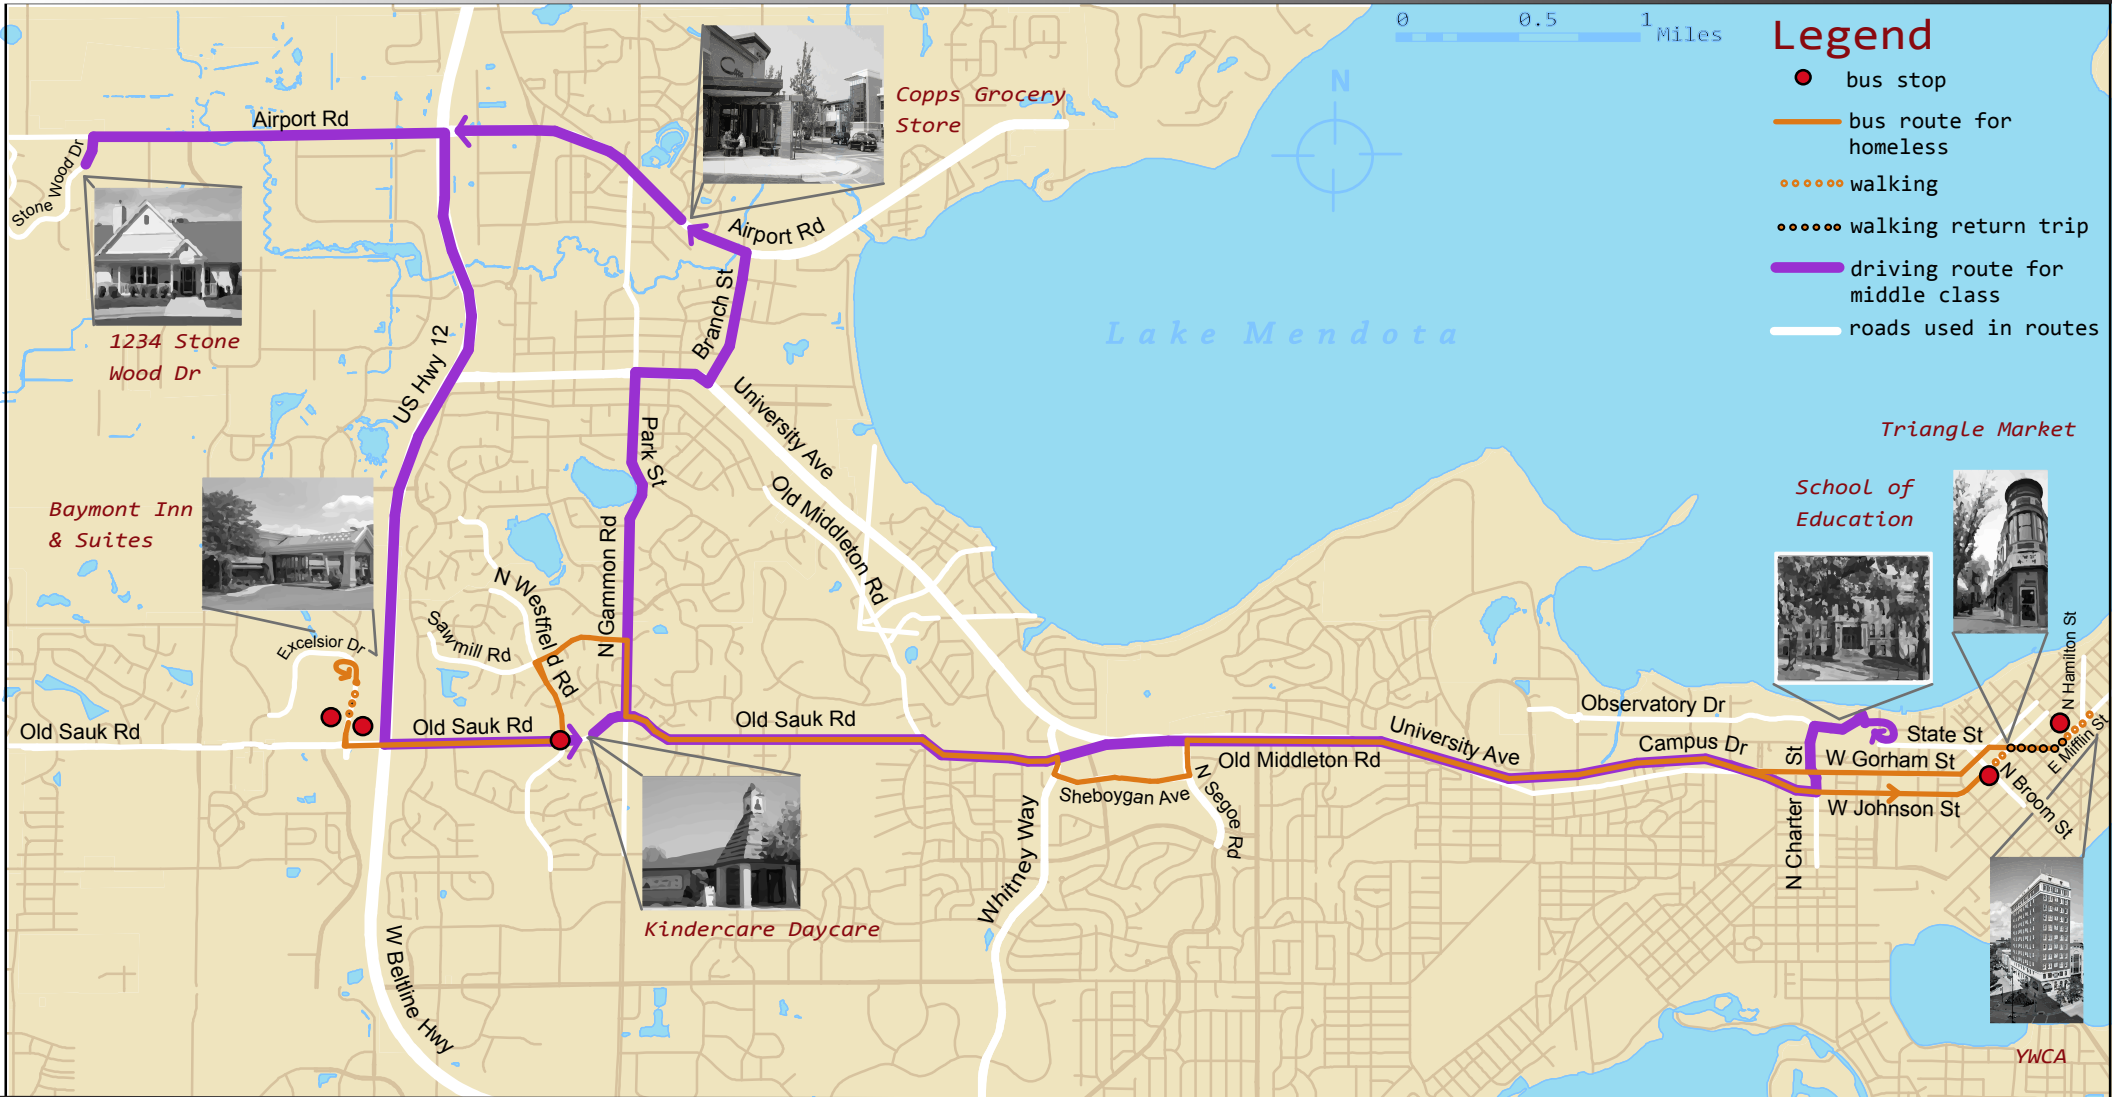 0 0.5 1
Miles
Legend
bus stop
bus route for
homeless
walking
walking return trip
driving route for
middle class
roads used in routes
N
Copps Grocery
Store
Airport Rd
Stone Wood Dr
Airport Rd
1234 Stone
Wood Dr
Branch St
US Hwy 12
Lake Mendota
University Ave
Park St
Triangle Market
Old Middleton Rd
School of
Education
Baymont Inn
& Suites
N Gammon Rd
N Westfield Rd
Sawmill Rd
Excelsior Dr
N Hamilton St
Old Sauk Rd
Old Sauk Rd
Old Sauk Rd
Observatory Dr
University Ave
Campus Dr
State St
W Gorham St
E Mifflin St
Old Middleton Rd
Sheboygan Ave
N Segoe Rd
W Johnson St
N Broom St
N Charter St
Whitney Way
Kindercare Daycare
W Beltline Hwy
YWCA